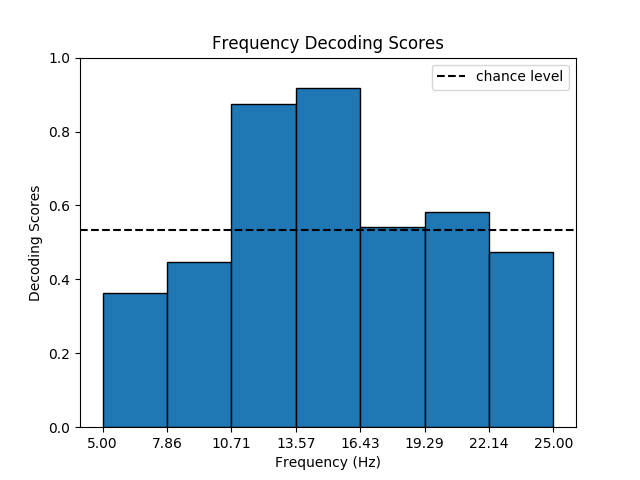 Frequency Decoding Scores
chance level
Decoding Scores
1.0
0.8
0.6
0.4
0.2
0.0
5.00 7.86 10.71 13.57 16.43 19.29 22.14 25.00
Frequency (Hz)